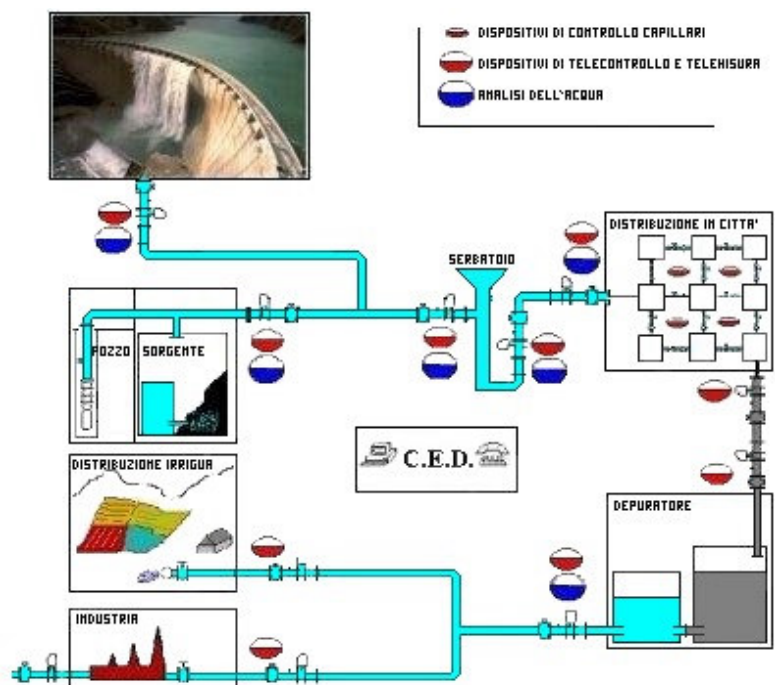 DISPOSITIVI DI CONTROLLO CAPILLARI
DISPOSITIVI DI TELECONTROLLO E TELEMISURA
ANALISI DELL'ACQUA
DISTRIBUZIONE IN CITTA'
SERBATOIO
POZZO
SORGENTE
C.E.D.
DISTRIBUZIONE IRRIGUA
DEPURATORE
INDUSTRIA